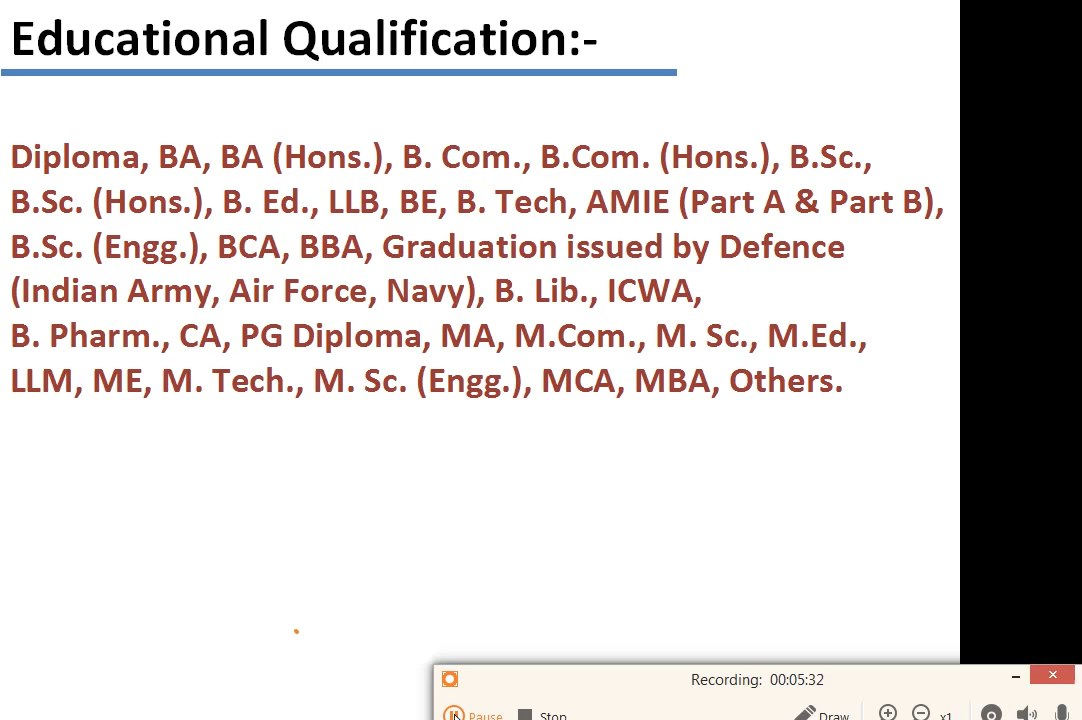 Educational Qualification:-
Diploma, BA, BA (Hons.), B. Com., B.Com. (Hons.), B.Sc.,
B.Sc. (Hons.), B. Ed., LLB, BE, B. Tech, AMIE (Part A & Part B),
B.Sc. (Engg.), BCA, BBA, Graduation issued by Defence
(Indian Army, Air Force, Navy), B. Lib., ICWA,
B. Pharm., CA, PG Diploma, MA, M.Com., M. Sc., M.Ed.,
LLM, ME, M. Tech., M. Sc. (Engg.), MCA, MBA, Others.
Recording: 00:05:32
Pause Stop Draw x1